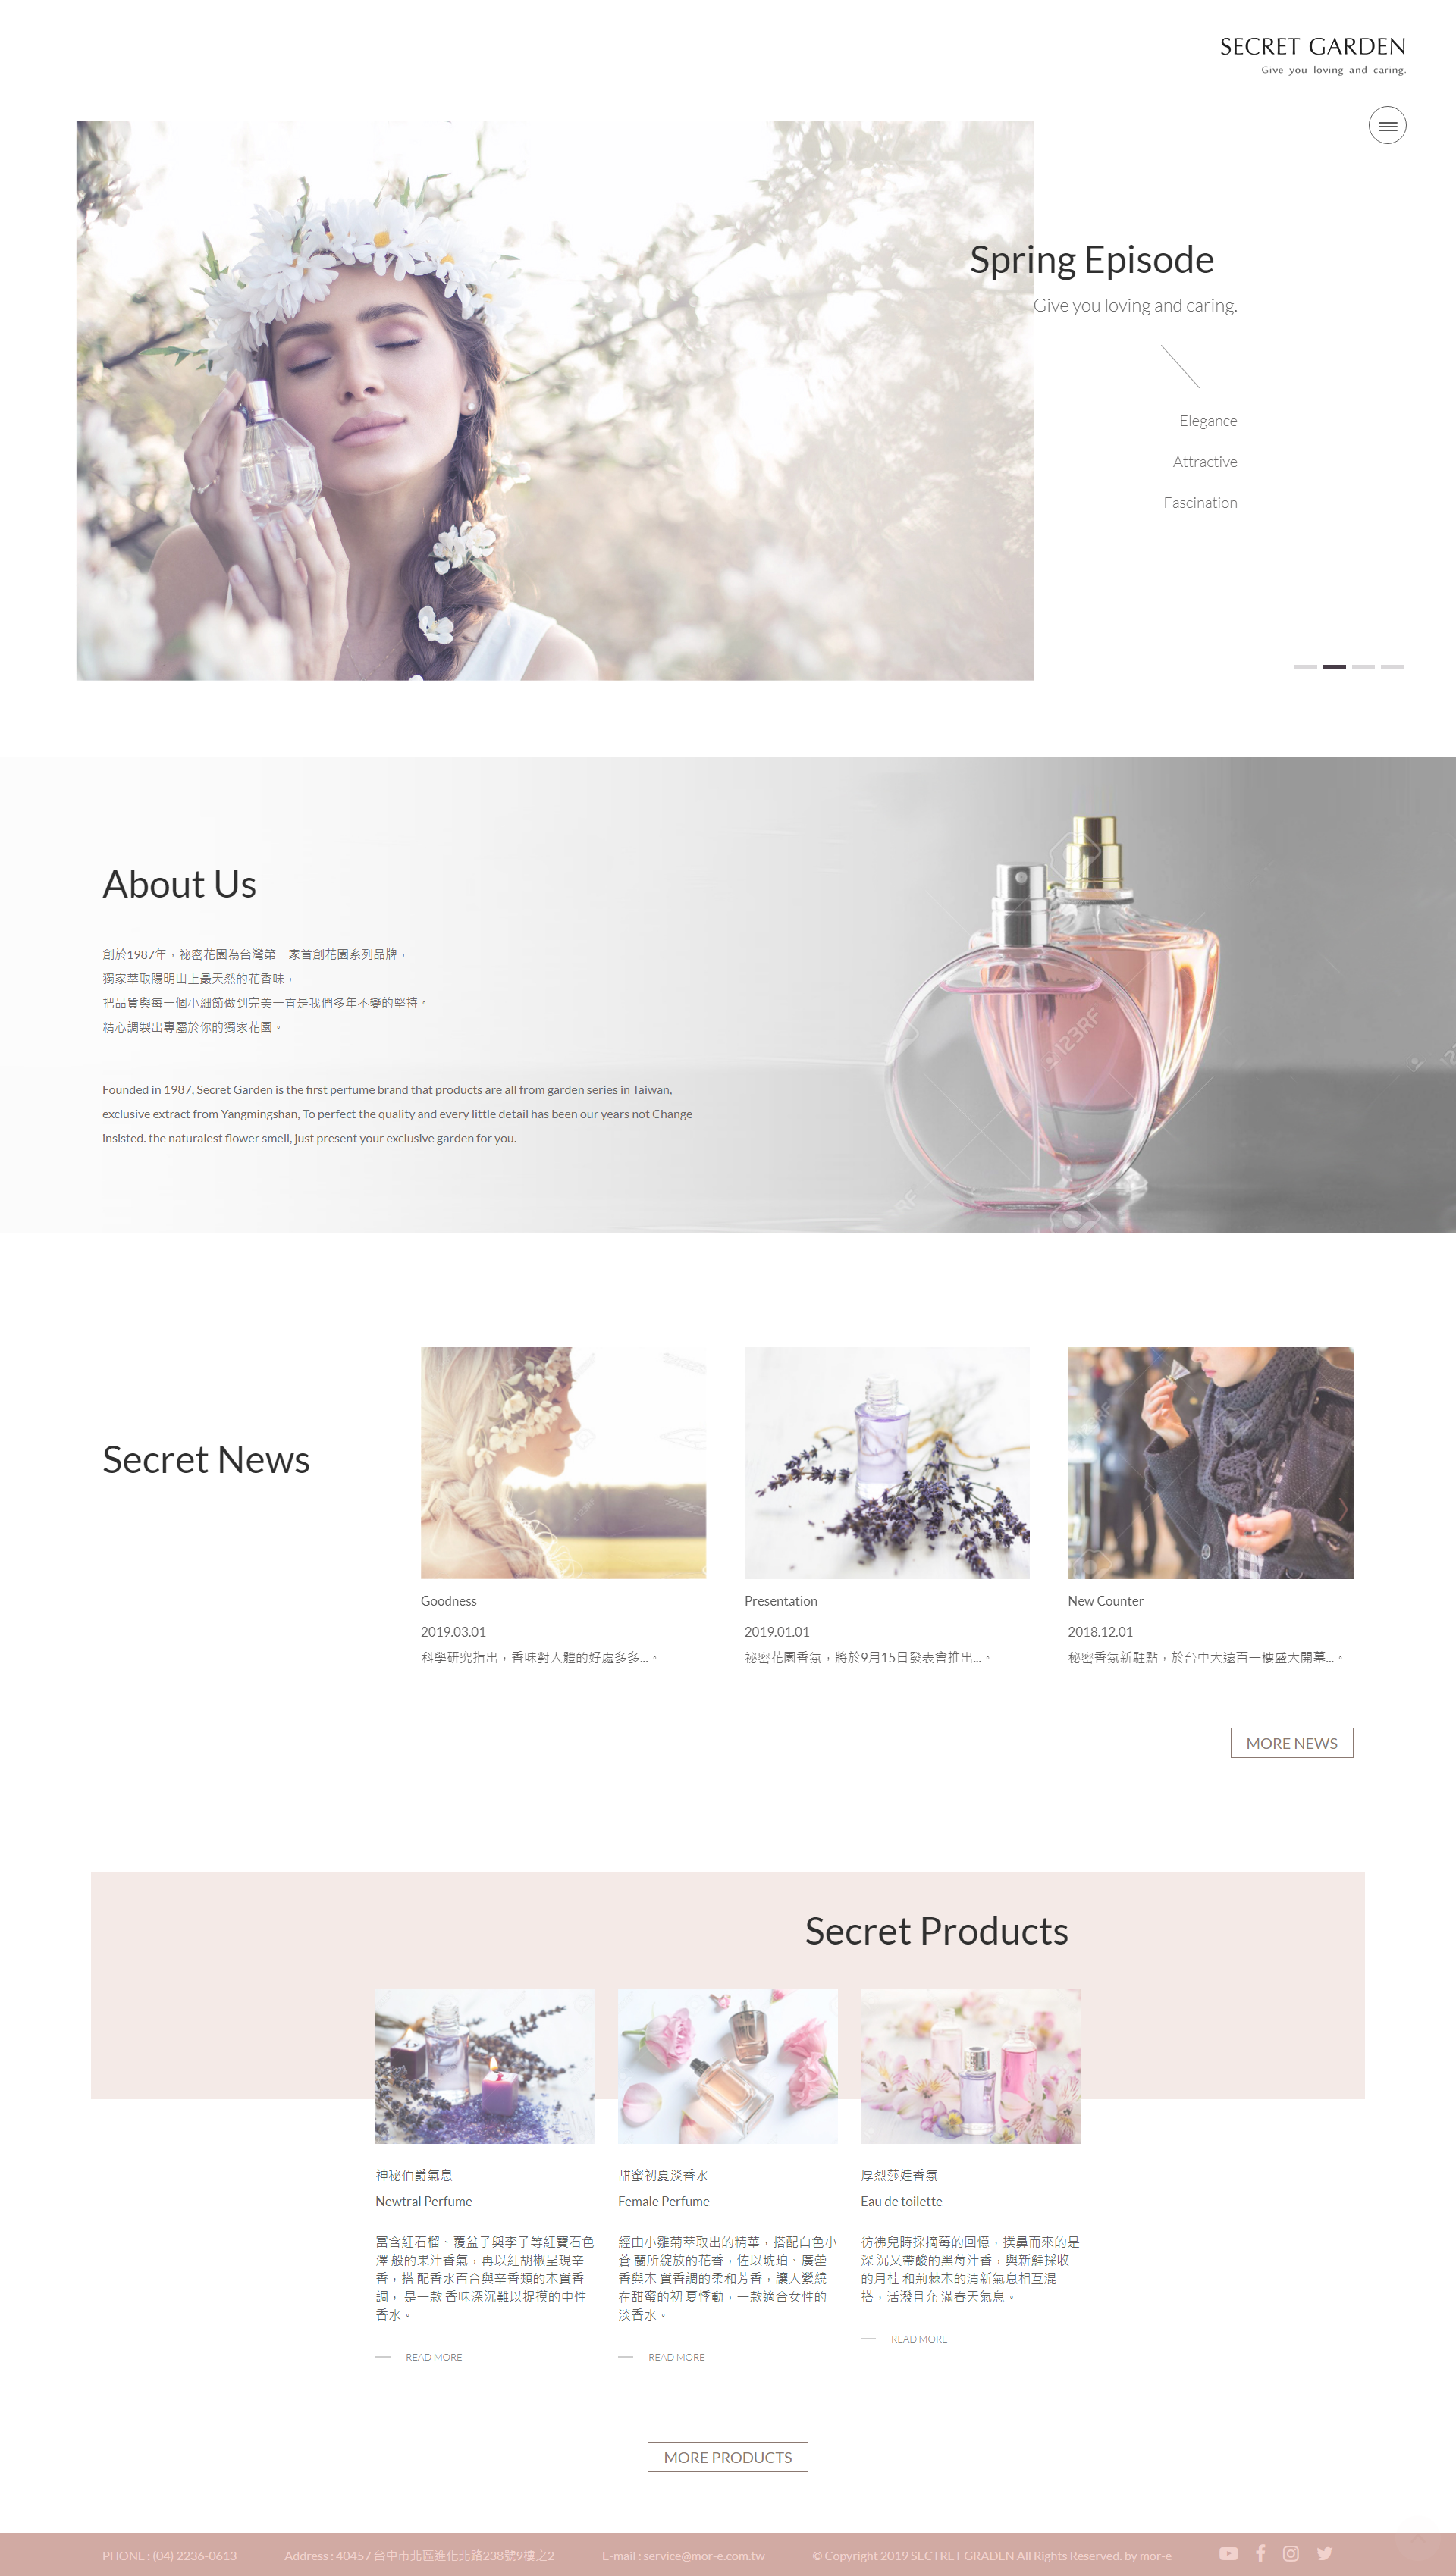 SECRET GARDEN
Give you loving and caring.
Spring Episode
Give you loving and caring.
Elegance
Attractive
Fascination
About Us
創於1987年，祕密花園為台灣第一家首創花園系列品牌，
獨家萃取陽明山上最天然的花香味，
把品質與每一個小細節做到完美一直是我們多年不變的堅持。
精心調製出專屬於你的獨家花園。
Founded in 1987, Secret Garden is the first perfume brand that products are all from garden series in Taiwan,
exclusive extract from Yangmingshan, To perfect the quality and every little detail has been our years not Change
insisted. the naturalest flower smell, just present your exclusive garden for you.
123RF
Secret News
Goodness
2019.03.01
科學研究指出，香味對人體的好處多多...。
Presentation
2019.01.01
祕密花園香氛，將於9月15日發表會推出...。
New Counter
2018.12.01
秘密香氛新駐點，於台中大遠百一樓盛大開幕...。
MORE NEWS
Secret Products
神秘伯爵氣息
Newtral Perfume
富含紅石榴、覆盆子與李子等紅寶石色
澤 般的果汁香氣，再以紅胡椒呈現辛
香，搭 配香水百合與辛香類的木質香
調， 是一款 香味深沉難以捉摸的中性
香水。
READ MORE
甜蜜初夏淡香水
Female Perfume
經由小雛菊萃取出的精華，搭配白色小
蒼 蘭所綻放的花香，佐以琥珀、廣藿
香與木 質香調的柔和芳香，讓人縈繞
在甜蜜的初 夏悸動，一款適合女性的
淡香水。
READ MORE
厚烈莎娃香氛
Eau de toilette
彷彿兒時採摘莓的回憶，撲鼻而來的是
深 沉又帶酸的黑莓汁香，與新鮮採收
的月桂 和荊棘木的清新氣息相互混
搭，活潑且充 滿春天氣息。
READ MORE
MORE PRODUCTS
PHONE : (04) 2236-0613
Address : 40457 台中市北區進化北路238號9樓之2
E-mail : service@mor-e.com.tw
© Copyright 2019 SECTRET GRADEN All Rights Reserved. by mor-e